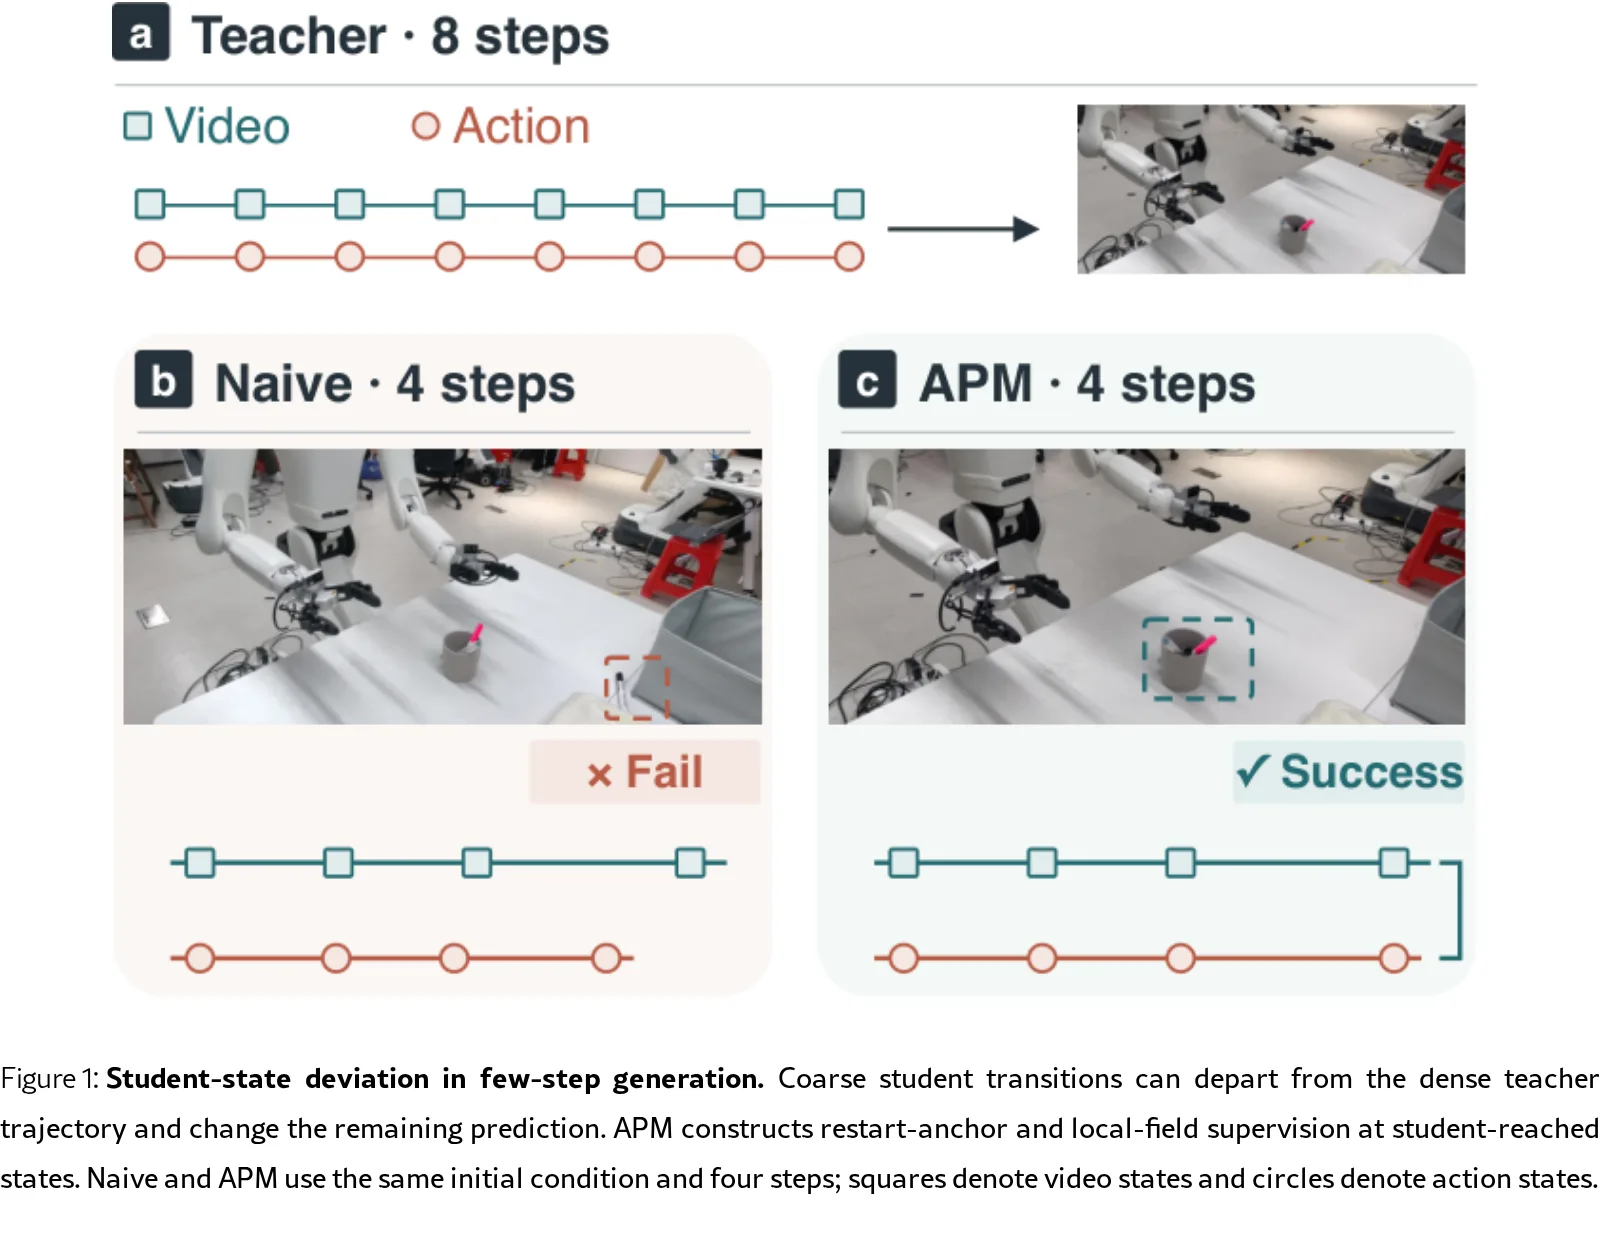 a Teacher · 8 steps
Video Action
b Naive · 4 steps
c APM · 4 steps
× Fail
✓ Success
Figure 1: Student-state deviation in few-step generation. Coarse student transitions can depart from the dense teacher
trajectory and change the remaining prediction. APM constructs restart-anchor and local-field supervision at student-reached
states. Naive and APM use the same initial condition and four steps; squares denote video states and circles denote action states.